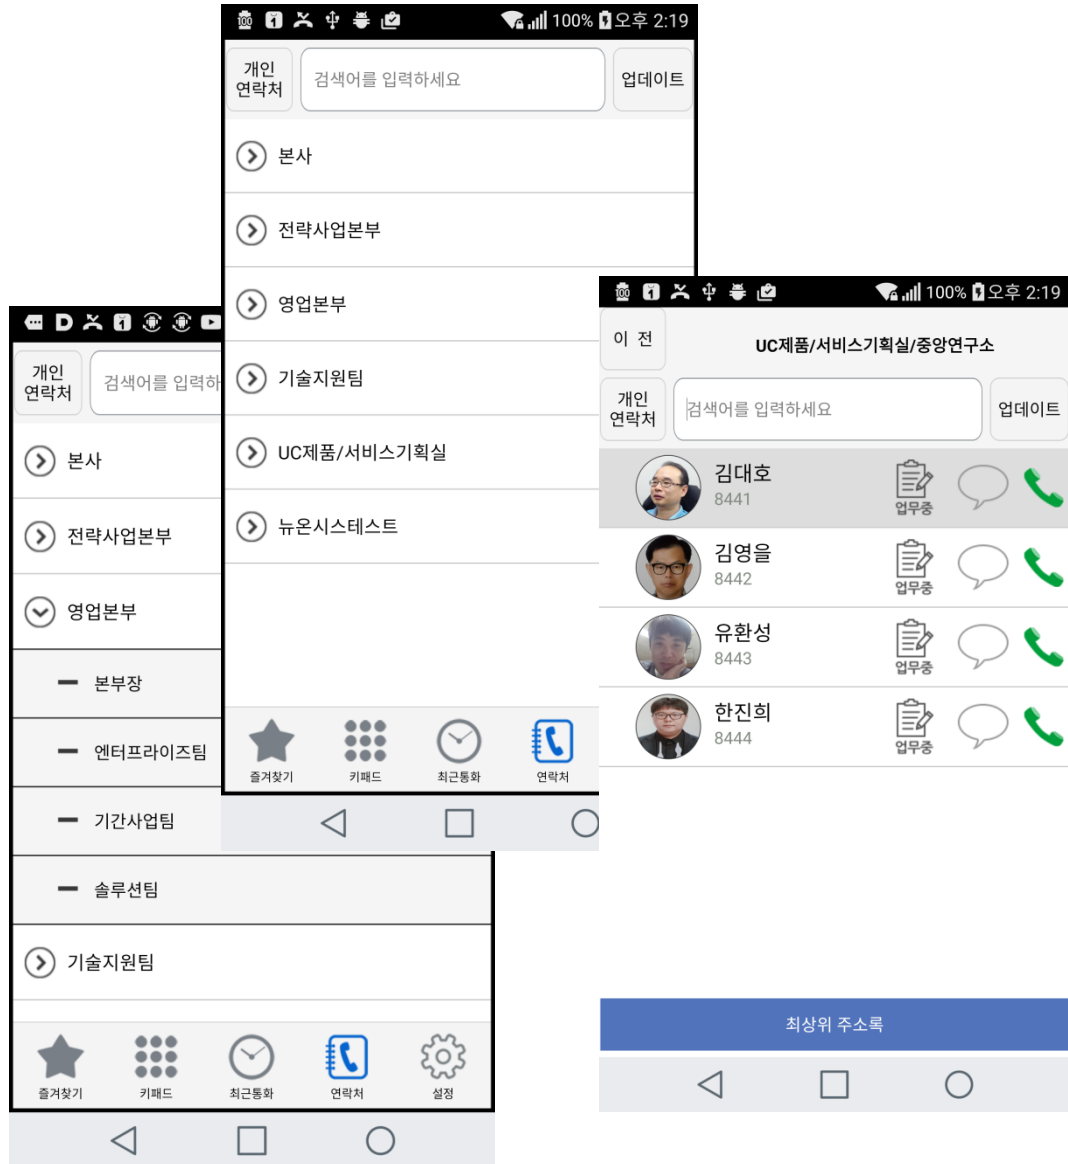 100% 오후 2:19
개인
연락처
검색어를 입력하세요
업데이트
본사
전략사업본부
영업본부
기술지원팀
UC제품/서비스기획실
뉴온시스테스트
즐겨찾기
키패드
최근통화
연락처
개인
연락처
검색어를 입력하
본사
전략사업본부
영업본부
본부장
엔터프라이즈팀
기간사업팀
솔루션팀
기술지원팀
즐겨찾기
키패드
최근통화
연락처
설정
100% 오후 2:19
이 전
UC제품/서비스기획실/중앙연구소
개인
연락처
검색어를 입력하세요
업데이트
김대호
8441
업무중
김영을
8442
업무중
유환성
8443
업무중
한진희
8444
업무중
최상위 주소록